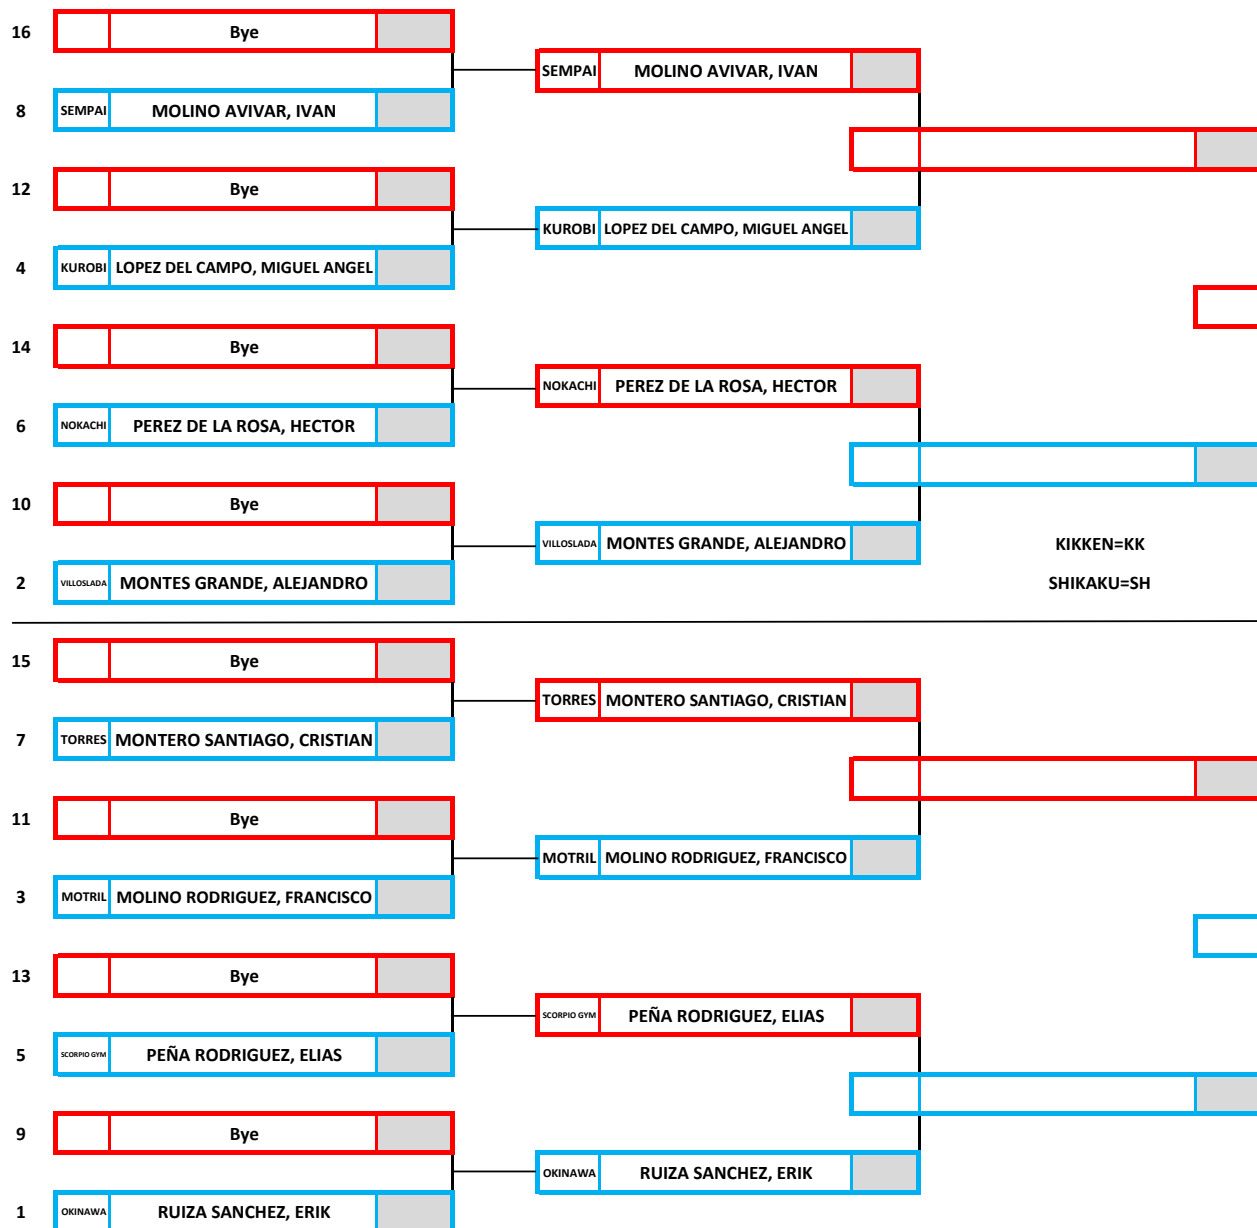 16 Bye
SEMPAI MOLINO AVIVAR, IVAN
8 SEMPAI MOLINO AVIVAR, IVAN
12 Bye
KUROBI LOPEZ DEL CAMPO, MIGUEL ANGEL
4 KUROBI LOPEZ DEL CAMPO, MIGUEL ANGEL
14 Bye
NOKACHI PEREZ DE LA ROSA, HECTOR
6 NOKACHI PEREZ DE LA ROSA, HECTOR
10 Bye
VILLOSLADA MONTES GRANDE, ALEJANDRO
KIKKEN=KK
2 VILLOSLADA MONTES GRANDE, ALEJANDRO
SHIKAKU=SH
15 Bye
TORRES MONTERO SANTIAGO, CRISTIAN
7 TORRES MONTERO SANTIAGO, CRISTIAN
11 Bye
MOTRIL MOLINO RODRIGUEZ, FRANCISCO
3 MOTRIL MOLINO RODRIGUEZ, FRANCISCO
13 Bye
SCORPIO GYM PEÑA RODRIGUEZ, ELIAS
5 SCORPIO GYM PEÑA RODRIGUEZ, ELIAS
9 Bye
OKINAWA RUIZA SANCHEZ, ERIK
1 OKINAWA RUIZA SANCHEZ, ERIK